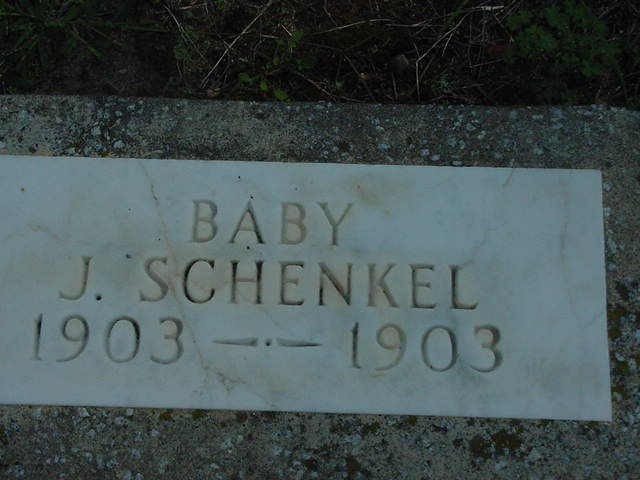 BABY
J. SCHENKEL
1903 —·— 1903